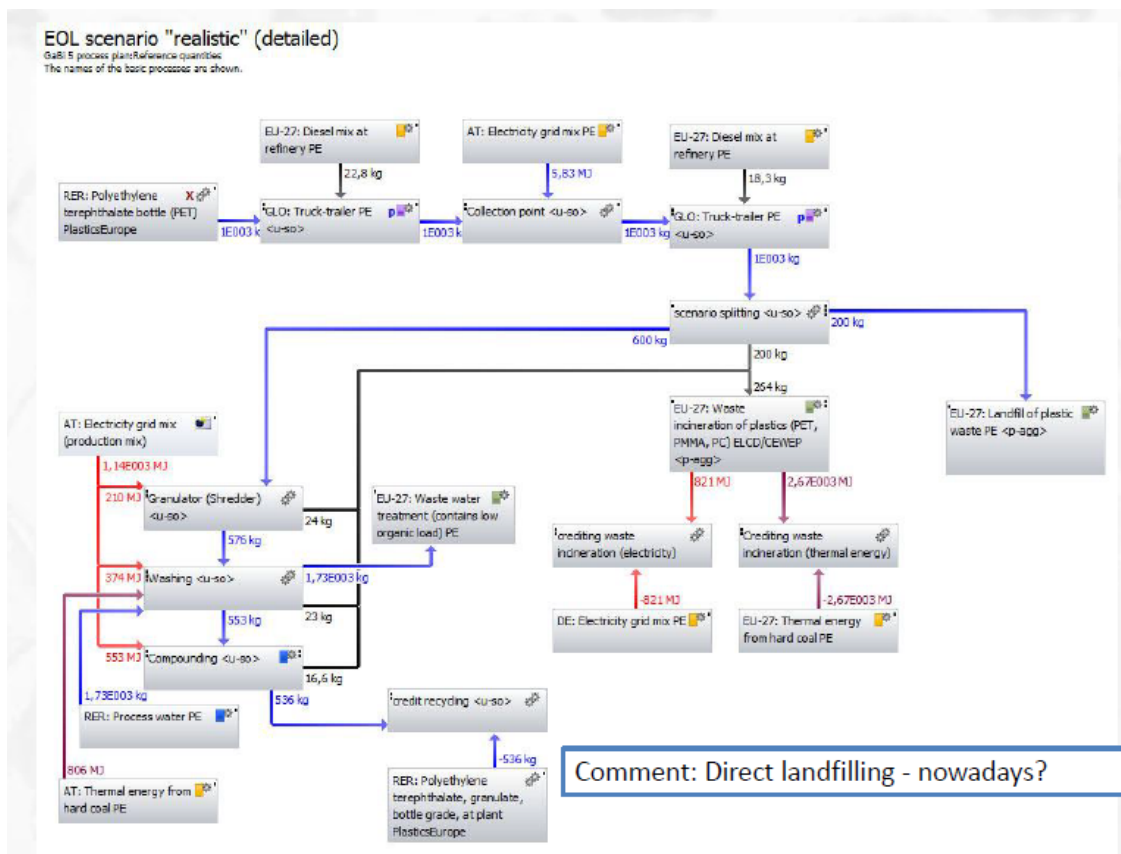 EOL scenario "realistic" (detailed)
GaBi 5 process plan:Reference quantities
The names of the basic processes are shown.
EU-27: Diesel mix at
refinery PE
AT: Electricity grid mix PE
EU-27: Diesel mix at
refinery PE
22,8 kg
5,83 MJ
18,3 kg
RER: Polyethylene
terephthalate bottle (PET)
PlasticsEurope
X
1E003 k
GLO: Truck-trailer PE
<u-so>
p
1E003 k
Collection point <u-so>
1E003 kg
GLO: Truck-trailer PE
<u-so>
p
1E003 kg
scenario splitting <u-so>
600 kg
200 kg
200 kg
264 kg
EU-27: Waste
incineration of plastics (PET,
PMMA, PC) ELCD/CEWEP
<p-agg>
EU-27: Landfill of plastic
waste PE <p-agg>
AT: Electricity grid mix
(production mix)
1,14E003 MJ
210 MJ
Granulator (Shredder)
<u-so>
24 kg
576 kg
EU-27: Waste water
treatment (contains low
organic load) PE
821 MJ
2,67E003 MJ
crediting waste
incineration (electricity)
Crediting waste
incineration (thermal energy)
374 MJ
Washing <u-so>
1,73E003 kg
23 kg
553 kg
-821 MJ
-2,67E003 MJ
DE: Electricity grid mix PE
EU-27: Thermal energy
from hard coal PE
553 MJ
Compounding <u-so>
16,6 kg
536 kg
1,73E003 kg
RER: Process water PE
credit recycling <u-so>
-536 kg
806 MJ
AT: Thermal energy from
hard coal PE
RER: Polyethylene
terephthalate, granulate,
bottle grade, at plant
PlasticsEurope
Comment: Direct landfilling - nowadays?